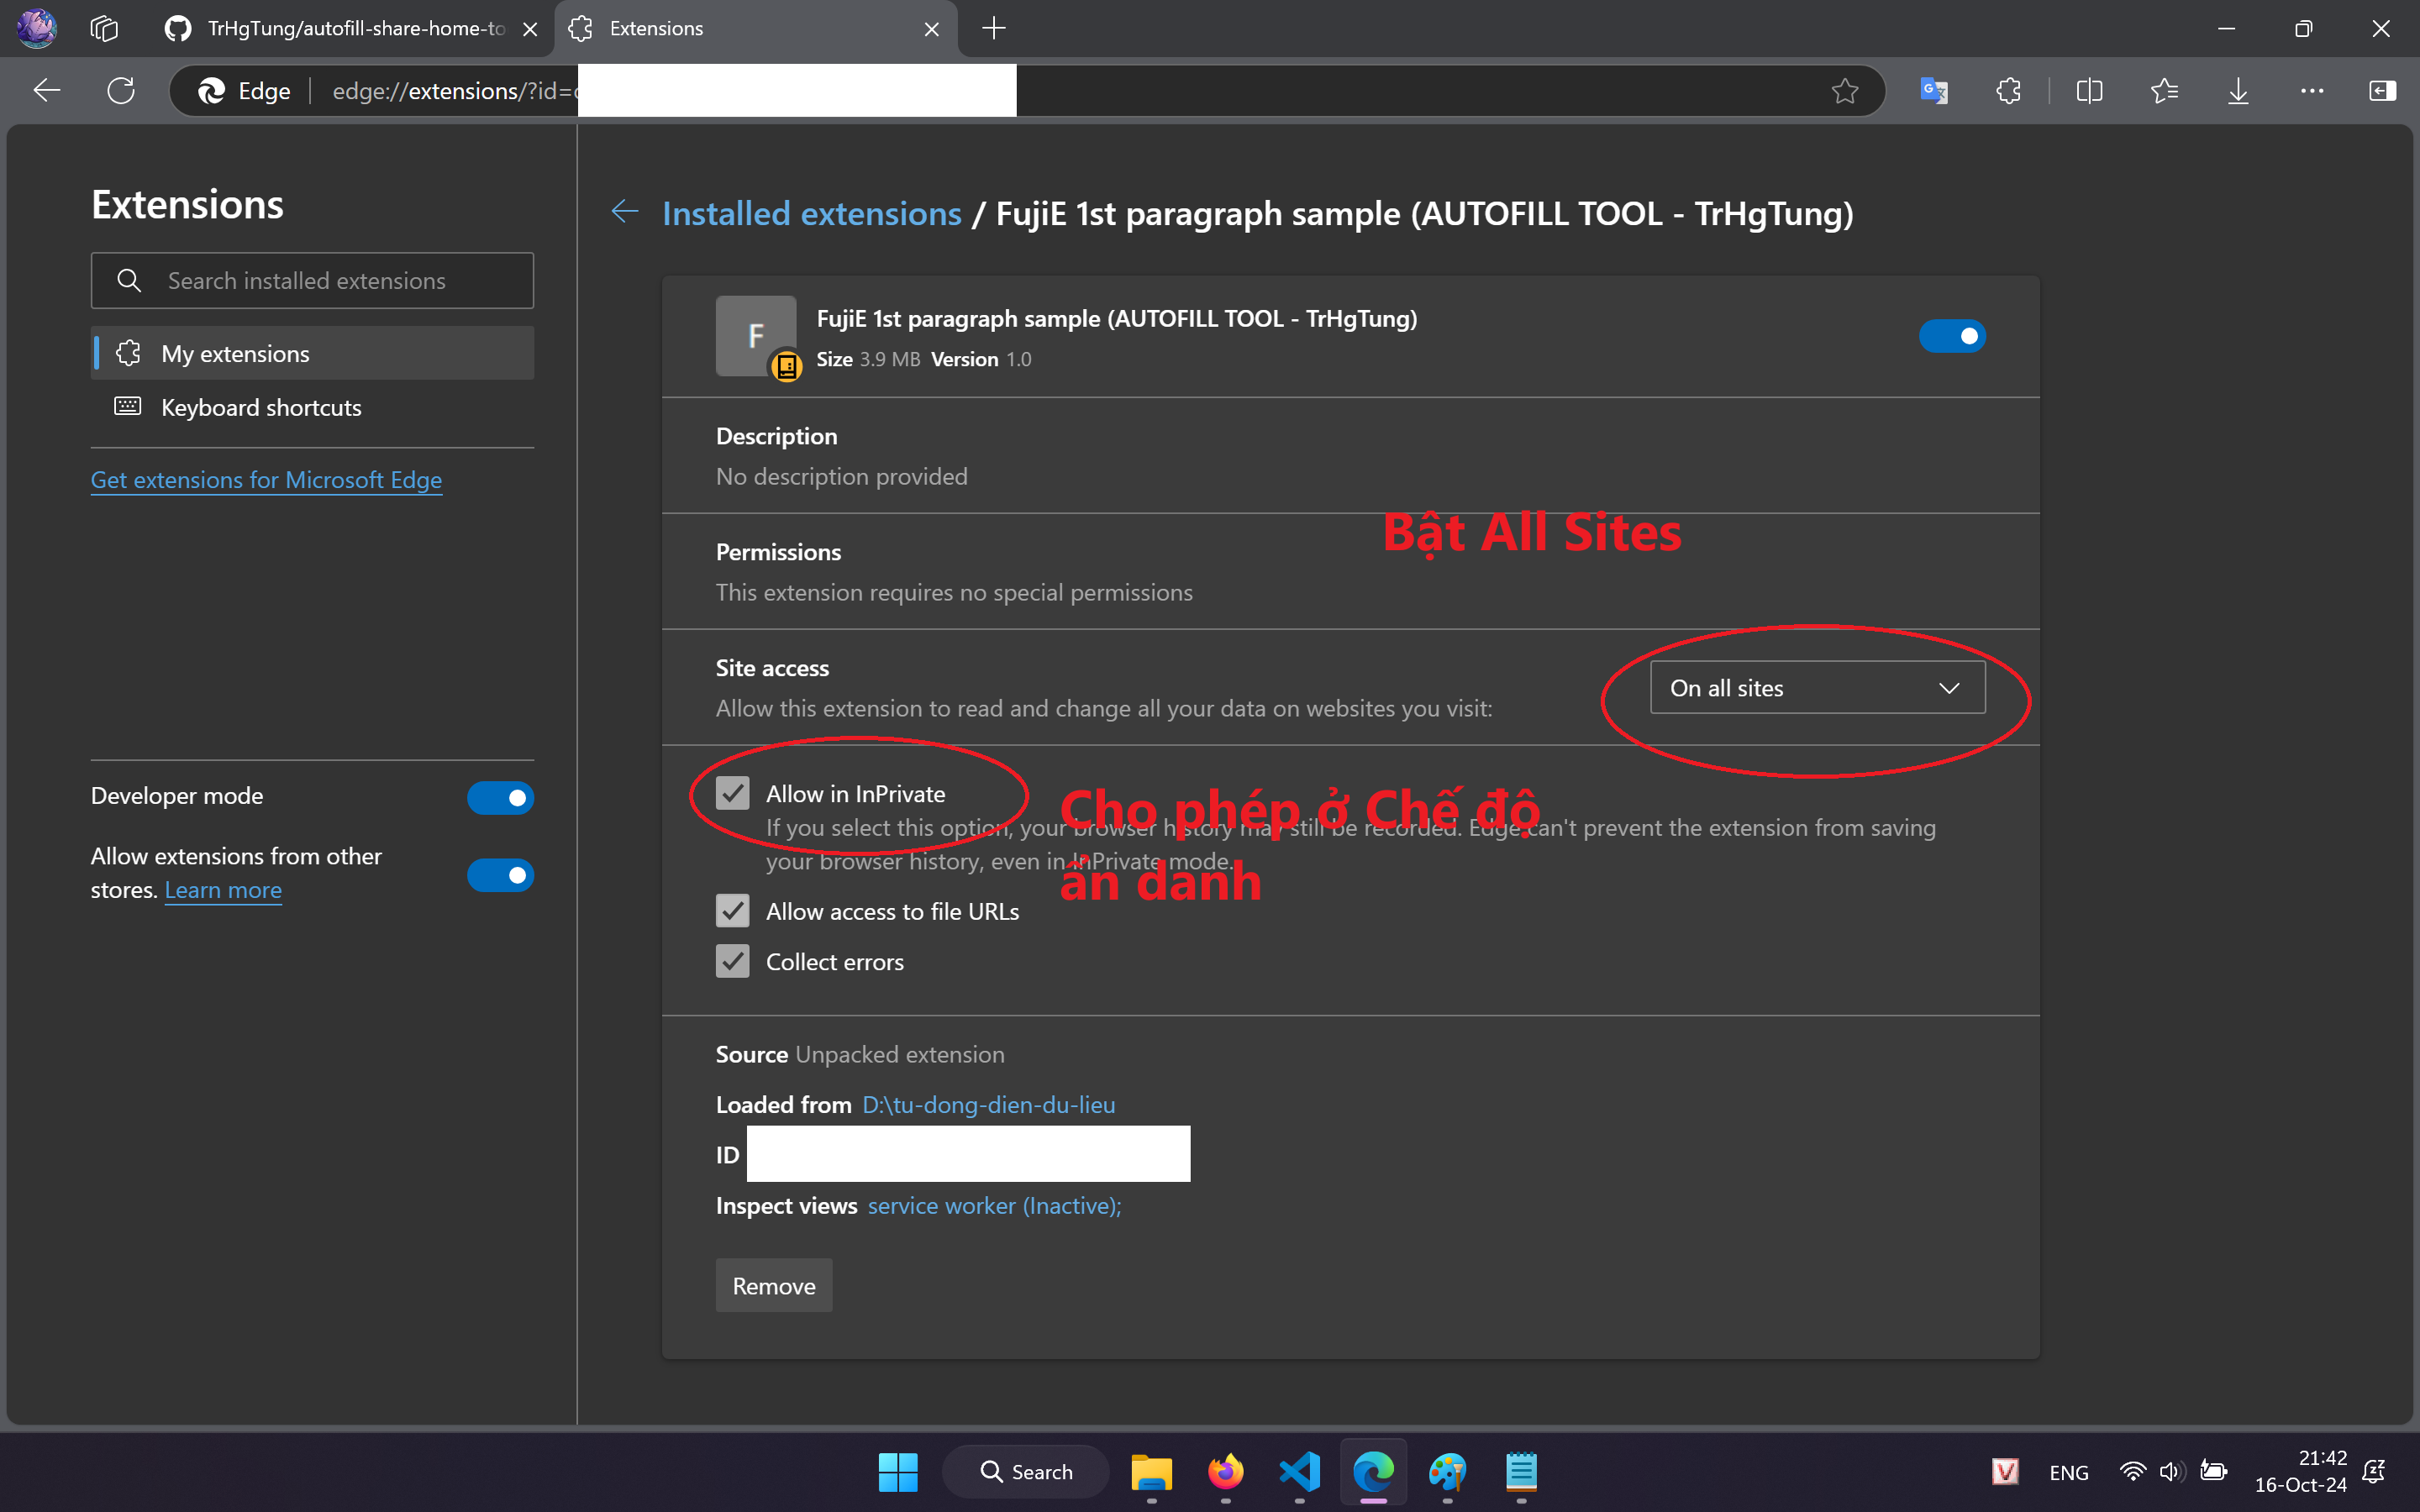 TrHgTung/autofill-share-home-to
Extensions
Edge
edge://extensions/?id=
Extensions
Search installed extensions
My extensions
Keyboard shortcuts
Get extensions for Microsoft Edge
Developer mode
Allow extensions from other
stores. Learn more
Installed extensions / FujiE 1st paragraph sample (AUTOFILL TOOL - TrHgTung)
F
FujiE 1st paragraph sample (AUTOFILL TOOL - TrHgTung)
Size 3.9 MB Version 1.0
Description
No description provided
Bật All Sites
Permissions
This extension requires no special permissions
Site access
Allow this extension to read and change all your data on websites you visit:
On all sites
Allow in InPrivate
Cho phép ở Chế độ
ẩn danh
If you select this option, your browser history may still be recorded. Edge can't prevent the extension from saving
your browser history, even in InPrivate mode.
Allow access to file URLs
Collect errors
Source Unpacked extension
Loaded from D:\tu-dong-dien-du-lieu
ID
Inspect views service worker (Inactive);
Remove
Search
V
ENG
21:42
16-Oct-24